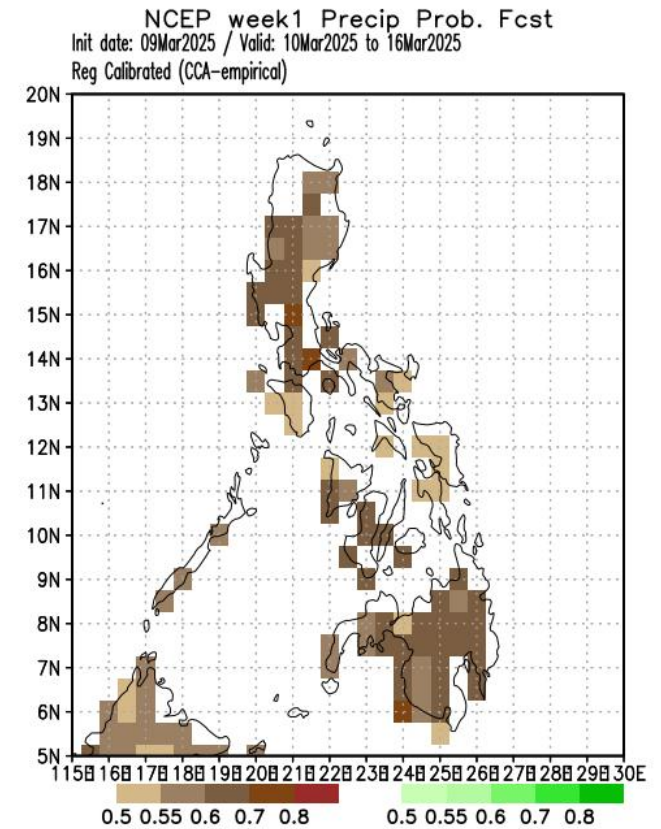 NCEP week1 Precip Prob. Fcst
Init date: 09Mar2025 / Valid: 10Mar2025 to 16Mar2025
Reg Calibrated (CCA-empirical)
20N
19N
18N
17N
16N
15N
14N
13N
12N
11N
10N
9N
8N
7N
6N
5N
115E 116E 117E 118E 119E 120E 121E 122E 123E 124E 125E 126E 127E 128E 129E 130E
0.5 0.55 0.6 0.7 0.8 0.5 0.55 0.6 0.7 0.8